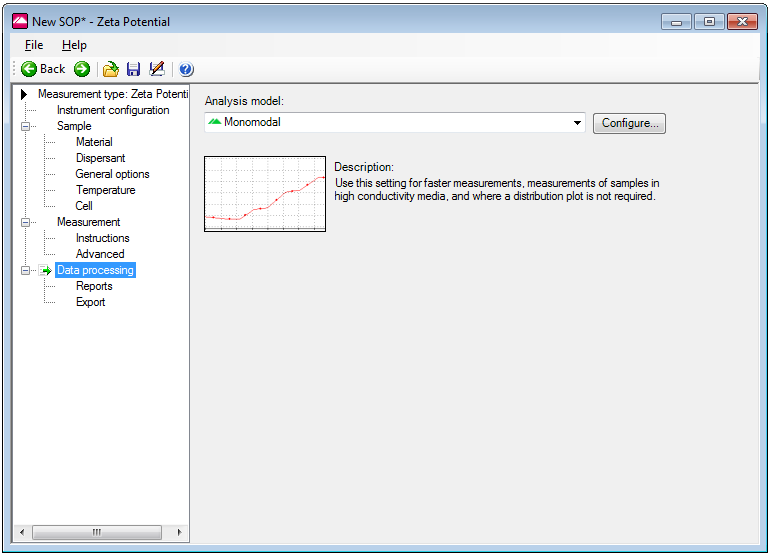 New SOP* - Zeta Potential
File Help
Back
Measurement type: Zeta Potenti
Instrument configuration
Sample
Material
Dispersant
General options
Temperature
Cell
Measurement
Instructions
Advanced
Data processing
Reports
Export
Analysis model:
Monomodal
Configure...
Description:
Use this setting for faster measurements, measurements of samples in
high conductivity media, and where a distribution plot is not required.